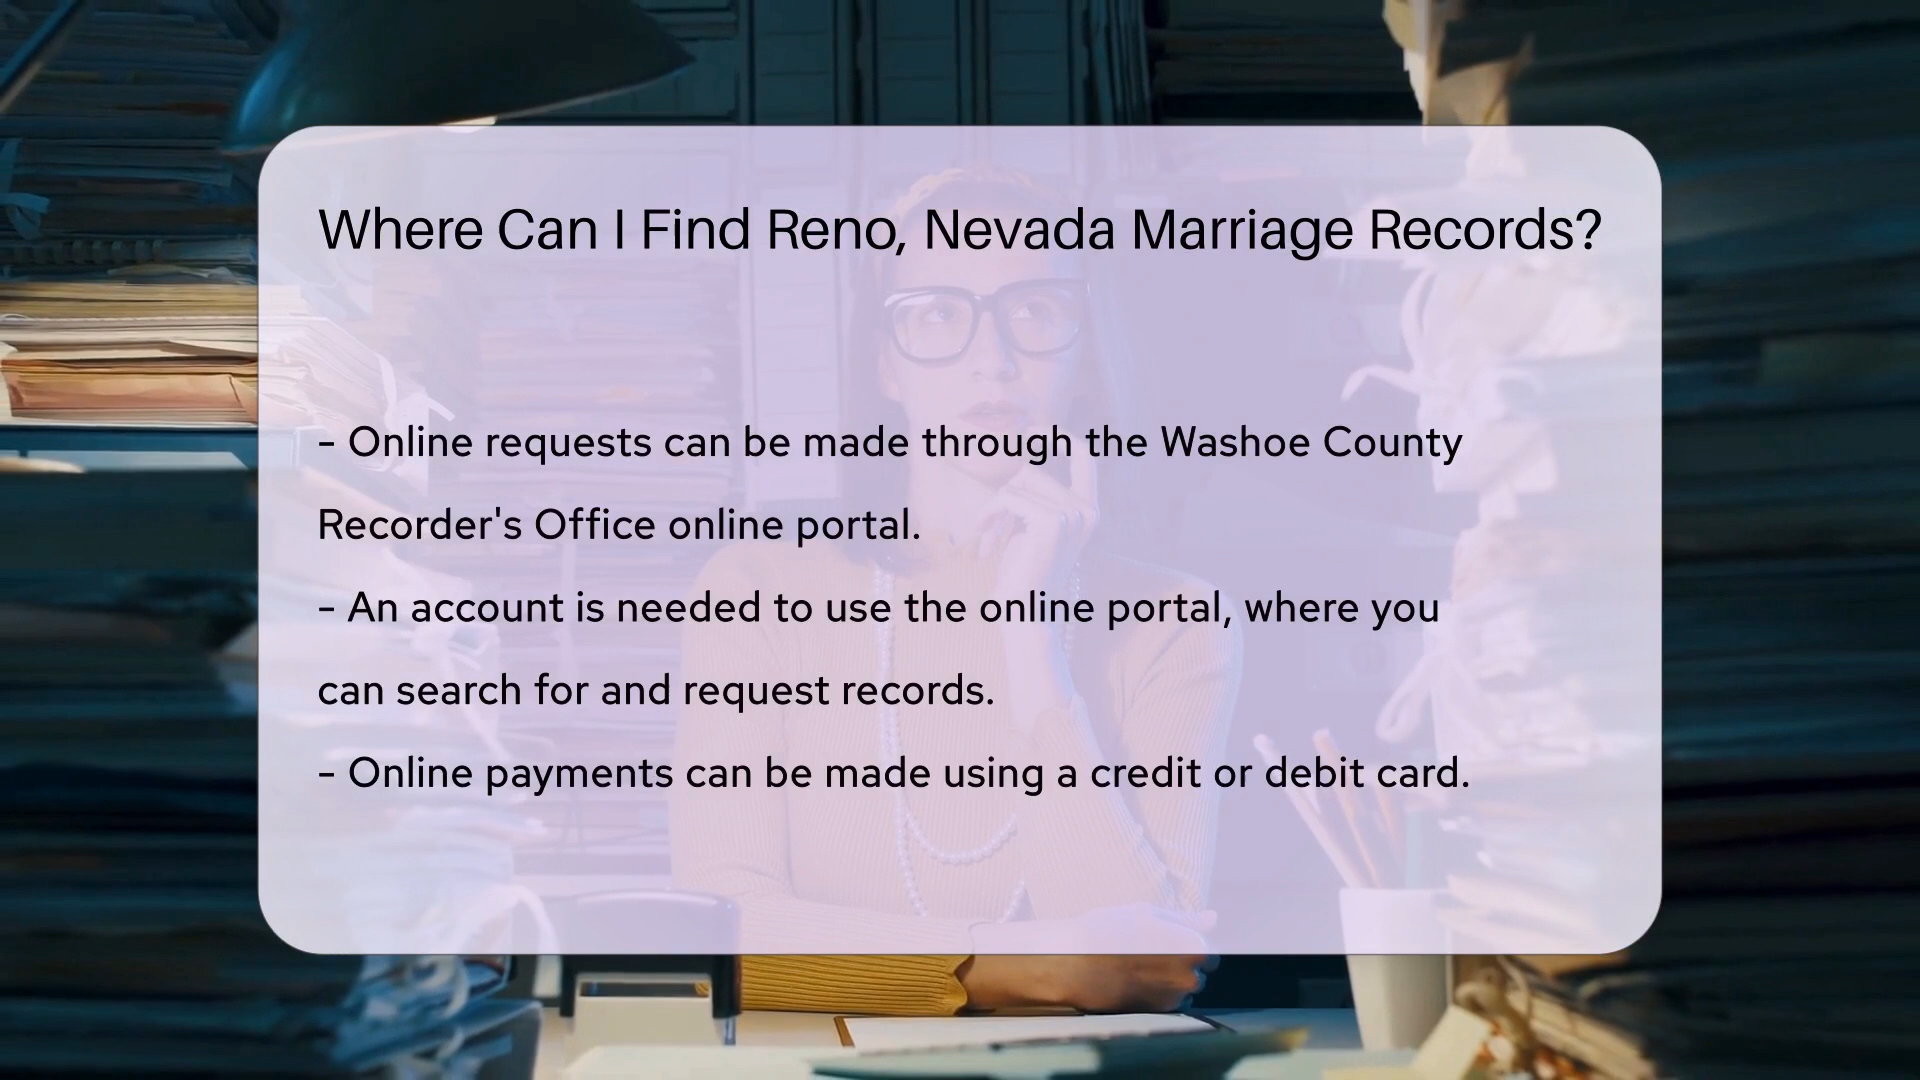 Where Can I Find Reno, Nevada Marriage Records?
- Online requests can be made through the Washoe County
Recorder's Office online portal.
- An account is needed to use the online portal, where you
can search for and request records.
- Online payments can be made using a credit or debit card.